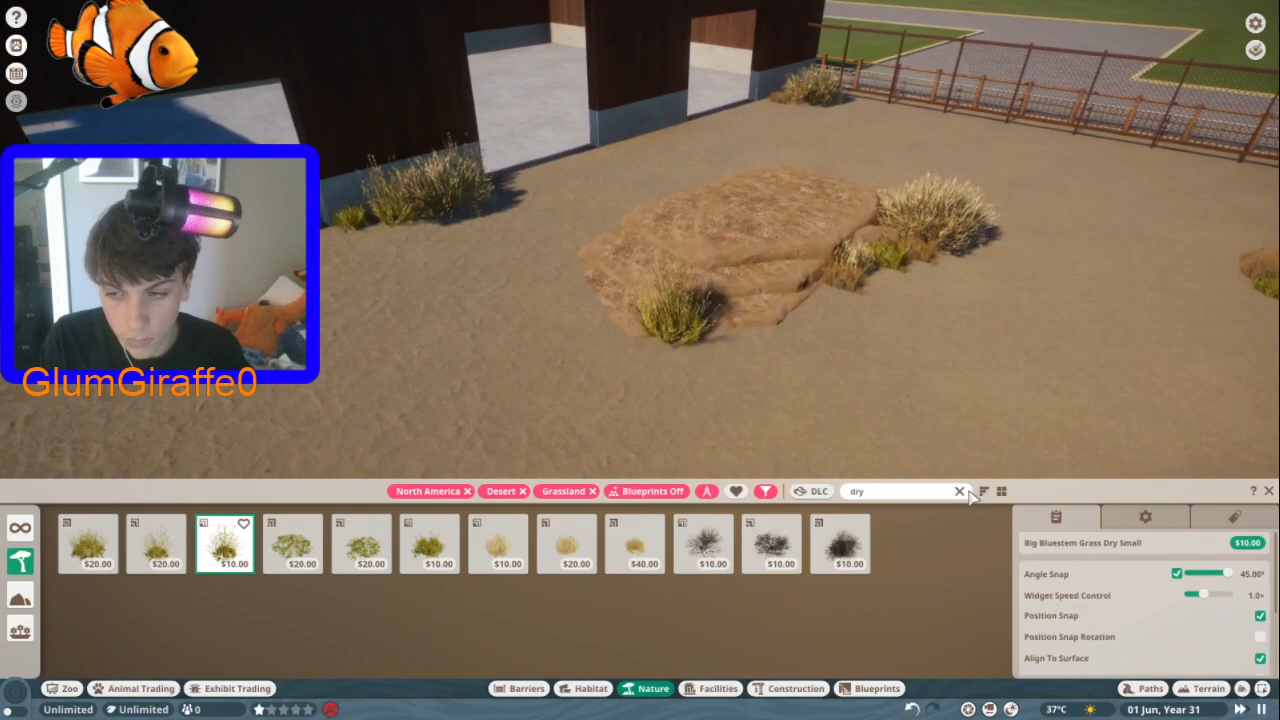 GlumGiraffe0
North America Desert Grassland Blueprints Off DLC dry
$20.00 $20.00 $10.00 $20.00 $20.00 $10.00 $10.00 $20.00 $40.00 $10.00 $10.00 $10.00
Big Bluestem Grass Dry Small $10.00
Angle Snap 45.00°
Widget Speed Control 1.0×
Position Snap
Position Snap Rotation
Align To Surface
Zoo Animal Trading Exhibit Trading Barriers Habitat Nature Facilities Construction Blueprints Paths Terrain
Unlimited Unlimited 0 37°C 01 Jun, Year 31